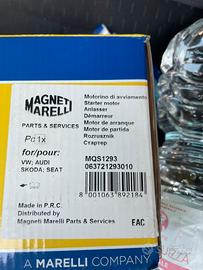 MAGNETI
MARELLI
PARTS & SERVICES
Motorino di avviamento
Starter motor
Anlasser
Démarreur
Motor de arranque
Motor de partida
Rozrusznik
Стартер
1x
for/pour:
VW; AUDI
SKODA; SEAT
MQS1293
063721293010
8 001063 892184
Made in P.R.C.
Distributed by
Magneti Marelli Parts & Services
EAC
A MARELLI COMPANY